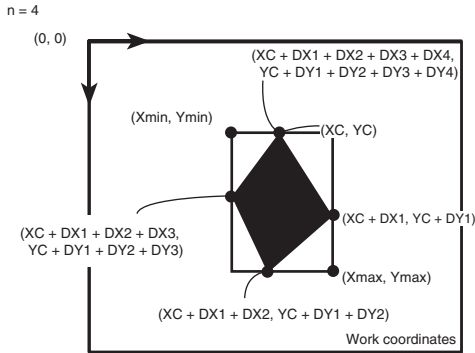 n = 4
(0, 0)
(XC + DX1 + DX2 + DX3 + DX4,
YC + DY1 + DY2 + DY3 + DY4)
(Xmin, Ymin)
(XC, YC)
(XC + DX1, YC + DY1)
(XC + DX1 + DX2 + DX3,
YC + DY1 + DY2 + DY3)
(Xmax, Ymax)
(XC + DX1 + DX2, YC + DY1 + DY2)
Work coordinates